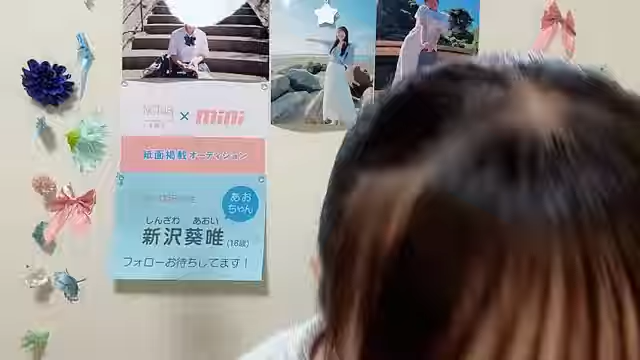 × mini
紙面掲載オーディション
あお
ちゃん
しんざわ あおい
新沢葵唯(18歳)
フォローお待ちしてます!